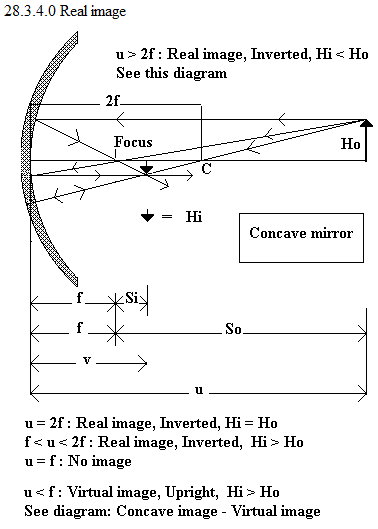 28.3.4.0 Real image
u > 2f : Real image, Inverted, Hi < Ho
See this diagram
2f
Focus
Ho
C
= Hi
Concave mirror
f
Si
f
So
v
u
u = 2f : Real image, Inverted, Hi = Ho
f < u < 2f : Real image, Inverted, Hi > Ho
u = f : No image
u < f : Virtual image, Upright, Hi > Ho
See diagram: Concave image - Virtual image